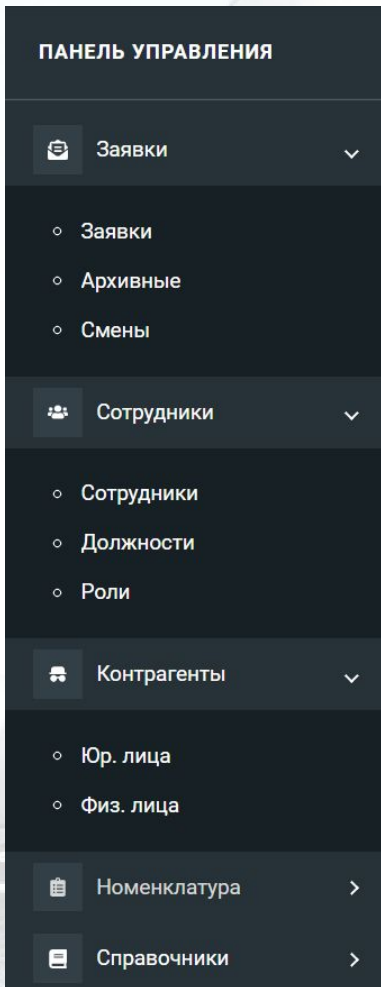 ПАНЕЛЬ УПРАВЛЕНИЯ
Заявки
Заявки
Архивные
Смены
Сотрудники
Сотрудники
Должности
Роли
Контрагенты
Юр. лица
Физ. лица
Номенклатура
Справочники